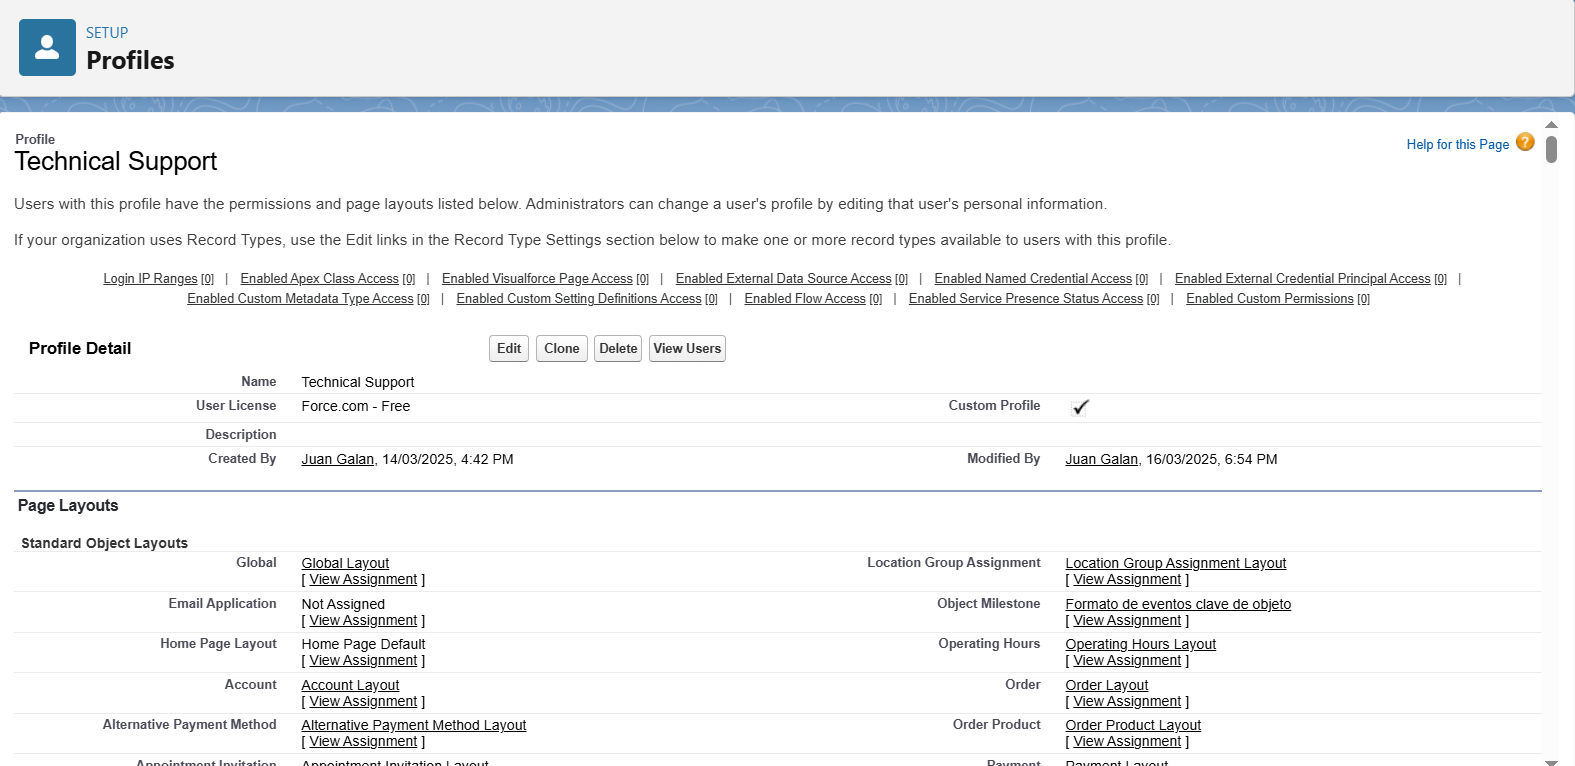 SETUP
Profiles
Profile
Technical Support
Help for this Page ?
Users with this profile have the permissions and page layouts listed below. Administrators can change a user's profile by editing that user's personal information.
If your organization uses Record Types, use the Edit links in the Record Type Settings section below to make one or more record types available to users with this profile.
Login IP Ranges [0] | Enabled Apex Class Access [0] | Enabled Visualforce Page Access [0] | Enabled External Data Source Access [0] | Enabled Named Credential Access [0] | Enabled External Credential Principal Access [0] |
Enabled Custom Metadata Type Access [0] | Enabled Custom Setting Definitions Access [0] | Enabled Flow Access [0] | Enabled Service Presence Status Access [0] | Enabled Custom Permissions [0]
Profile Detail Edit Clone Delete View Users
Name Technical Support
User License Force.com - Free Custom Profile
Description
Created By Juan Galan, 14/03/2025, 4:42 PM Modified By Juan Galan, 16/03/2025, 6:54 PM
Page Layouts
Standard Object Layouts
Global Global Layout Location Group Assignment Location Group Assignment Layout
[ View Assignment ] [ View Assignment ]
Email Application Not Assigned Object Milestone Formato de eventos clave de objeto
[ View Assignment ] [ View Assignment ]
Home Page Layout Home Page Default Operating Hours Operating Hours Layout
[ View Assignment ] [ View Assignment ]
Account Account Layout Order Order Layout
[ View Assignment ] [ View Assignment ]
Alternative Payment Method Alternative Payment Method Layout Order Product Order Product Layout
[ View Assignment ] [ View Assignment ]
Appointment Invitation Appointment Invitation Layout Payment Payment Layout